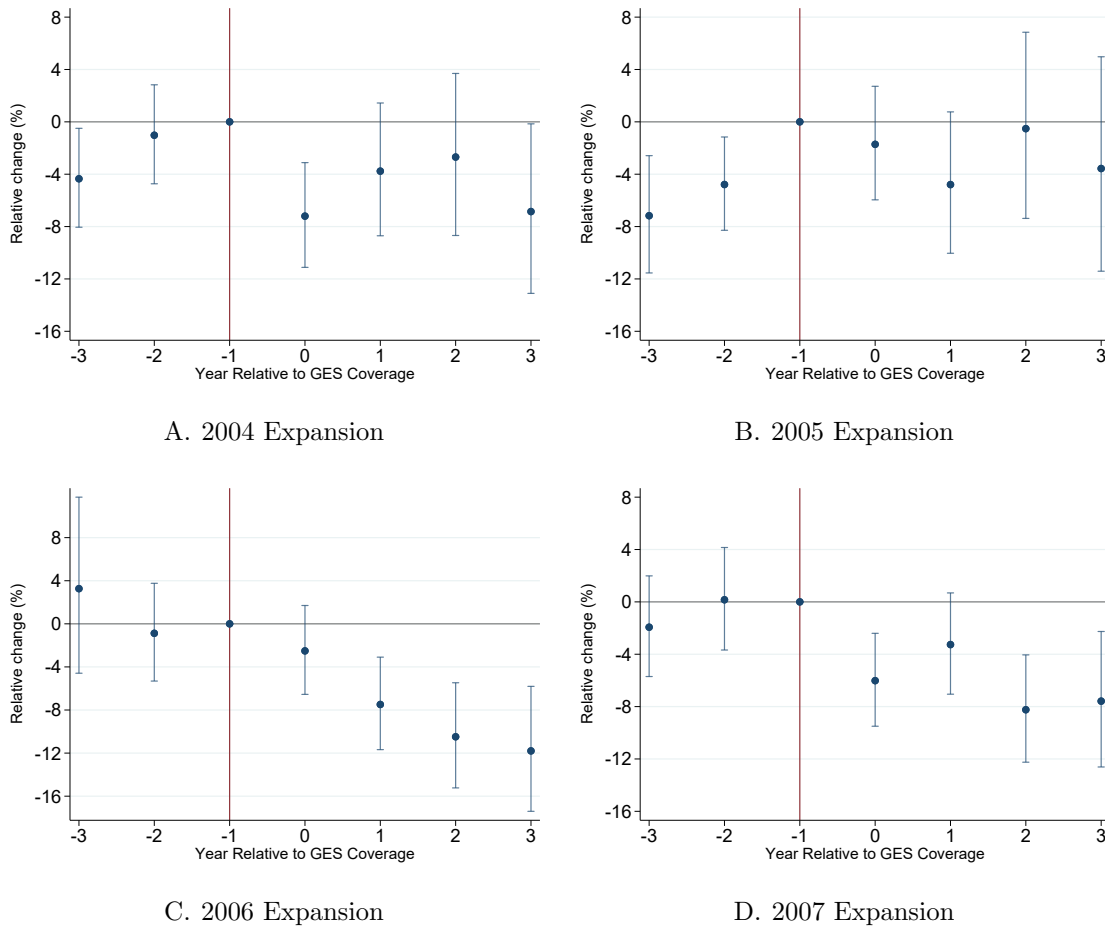 8
4
0
-4
-8
-12
-16
Relative change (%)
-3 -2 -1 0 1 2 3
Year Relative to GES Coverage
A. 2004 Expansion
8
4
0
-4
-8
-12
-16
Relative change (%)
-3 -2 -1 0 1 2 3
Year Relative to GES Coverage
B. 2005 Expansion
8
4
0
-4
-8
-12
-16
Relative change (%)
-3 -2 -1 0 1 2 3
Year Relative to GES Coverage
C. 2006 Expansion
8
4
0
-4
-8
-12
-16
Relative change (%)
-3 -2 -1 0 1 2 3
Year Relative to GES Coverage
D. 2007 Expansion